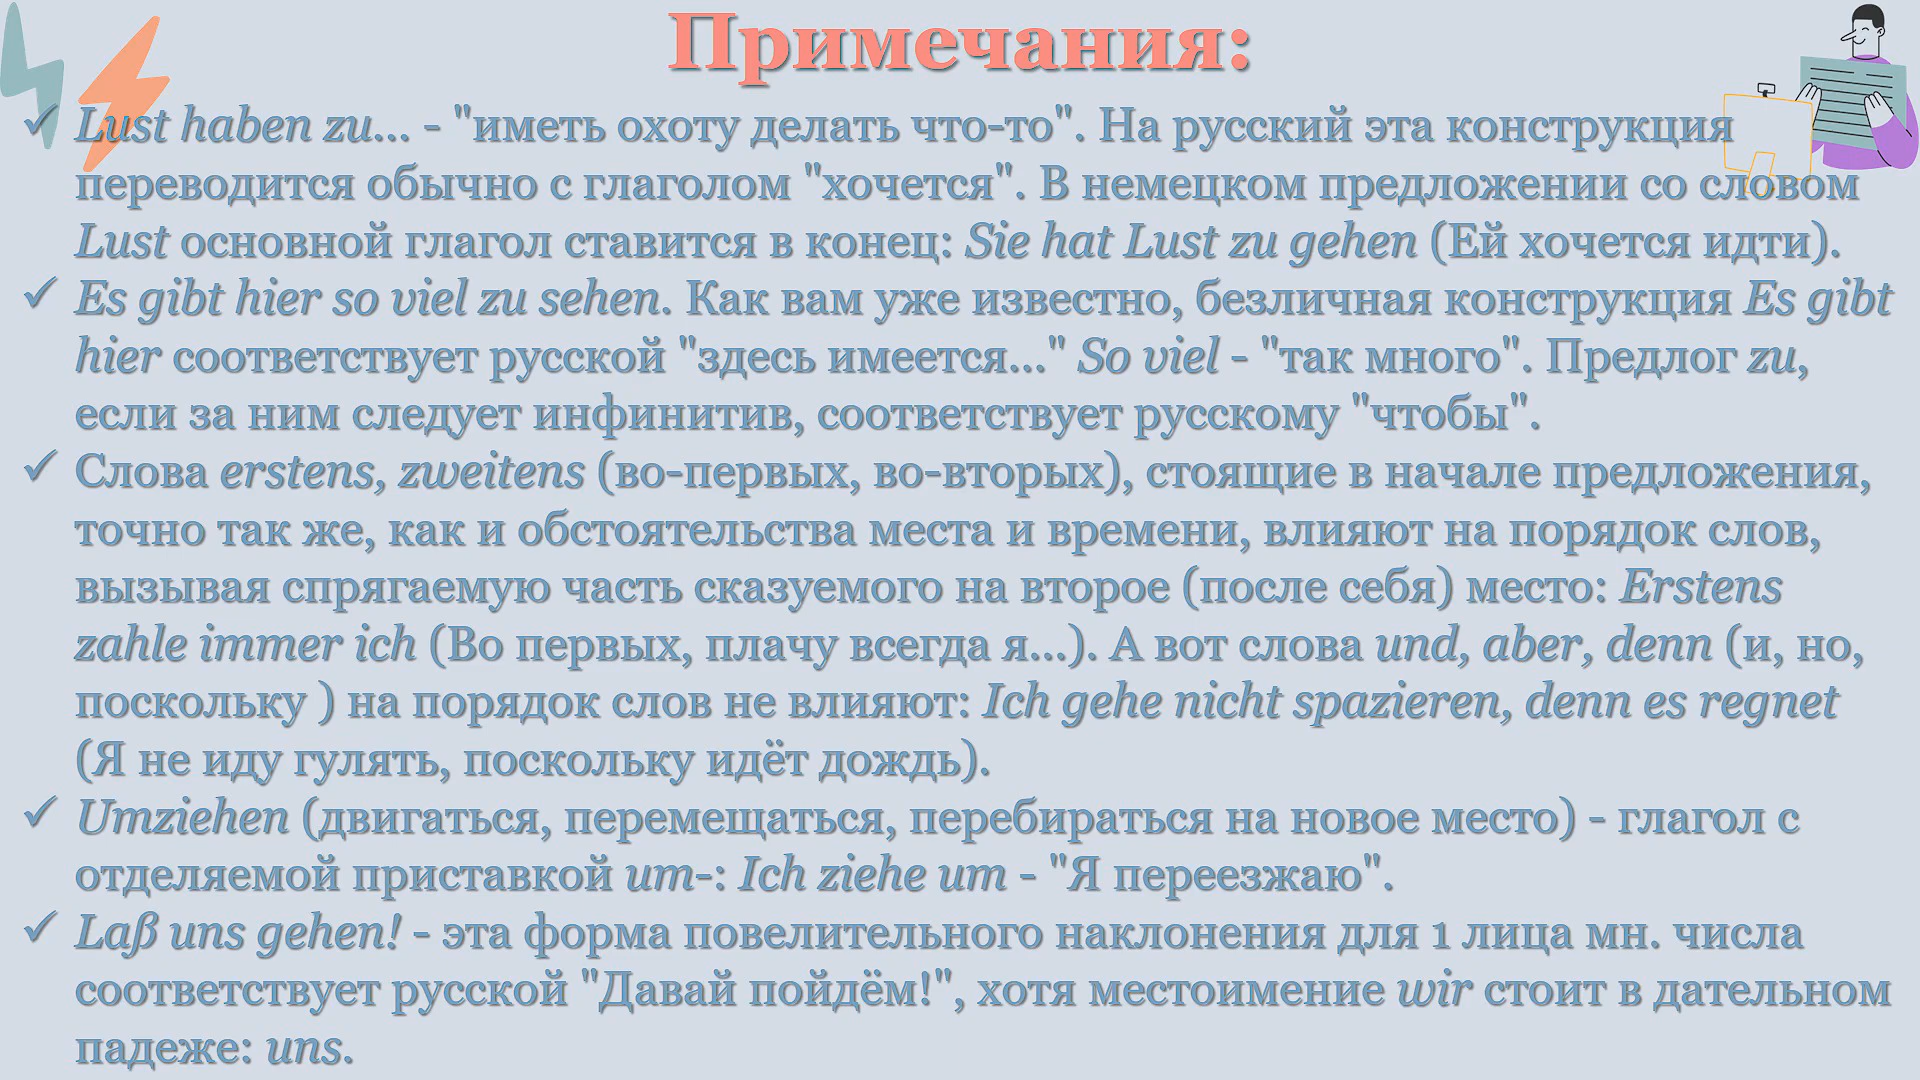 Примечания:
✓ Lust haben zu... - "иметь охоту делать что-то". На русский эта конструкция
переводится обычно с глаголом "хочется". В немецком предложении со словом
Lust основной глагол ставится в конец: Sie hat Lust zu gehen (Ей хочется идти).
✓ Es gibt hier so viel zu sehen. Как вам уже известно, безличная конструкция Es gibt
hier соответствует русской "здесь имеется..." So viel - "так много". Предлог zu,
если за ним следует инфинитив, соответствует русскому "чтобы".
✓ Слова erstens, zweitens (во-первых, во-вторых), стоящие в начале предложения,
точно так же, как и обстоятельства места и времени, влияют на порядок слов,
вызывая спрягаемую часть сказуемого на второе (после себя) место: Erstens
zahle immer ich (Во первых, плачу всегда я...). А вот слова und, aber, denn (и, но,
поскольку ) на порядок слов не влияют: Ich gehe nicht spazieren, denn es regnet
(Я не иду гулять, поскольку идёт дождь).
✓ Umziehen (двигаться, перемещаться, перебираться на новое место) - глагол с
отделяемой приставкой um-: Ich ziehe um - "Я переезжаю".
✓ Laß uns gehen! - эта форма повелительного наклонения для 1 лица мн. числа
соответствует русской "Давай пойдём!", хотя местоимение wir стоит в дательном
падеже: uns.